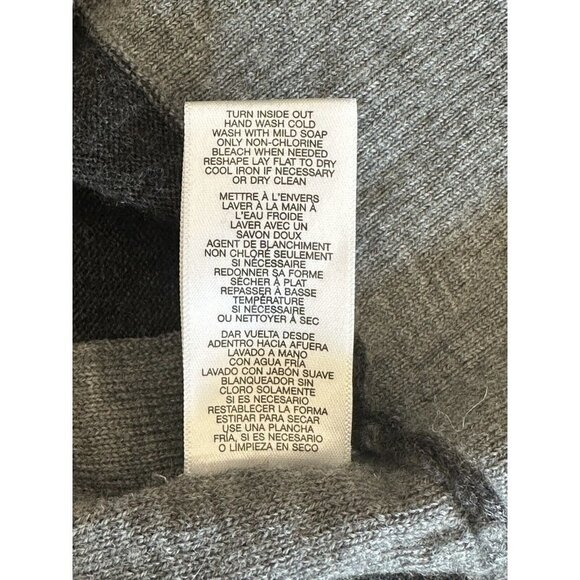 TURN INSIDE OUT
HAND WASH COLD
WASH WITH MILD SOAP
ONLY NON-CHLORINE
BLEACH WHEN NEEDED
RESHAPE LAY FLAT TO DRY
COOL IRON IF NECESSARY
OR DRY CLEAN
METTRE À L'ENVERS
LAVER À LA MAIN À
L'EAU FROIDE
LAVER AVEC UN
SAVON DOUX
AGENT DE BLANCHIMENT
NON CHLORÉ SEULEMENT
SI NÉCESSAIRE
REDONNER SA FORME
SÉCHER À PLAT
REPASSER À BASSE
TEMPÉRATURE
SI NÉCESSAIRE
OU NETTOYER À SEC
DAR VUELTA DESDE
ADENTRO HACIA AFUERA
LAVADO A MANO
CON AGUA FRÍA
LAVADO CON JABÓN SUAVE
BLANQUEADOR SIN
CLORO SOLAMENTE
SI ES NECESARIO
RESTABLECER LA FORMA
ESTIRAR PARA SECAR
USE UNA PLANCHA
FRÍA, SI ES NECESARIO
O LIMPIEZA EN SECO